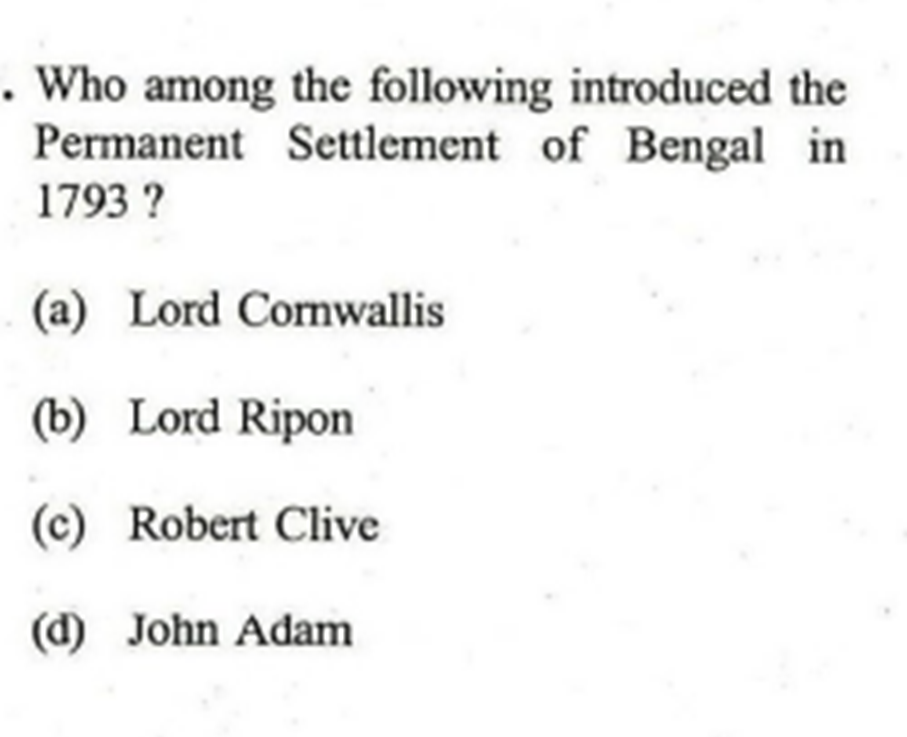 . Who among the following introduced the
Permanent Settlement of Bengal in
1793 ?
(a) Lord Cornwallis
(b) Lord Ripon
(c) Robert Clive
(d) John Adam